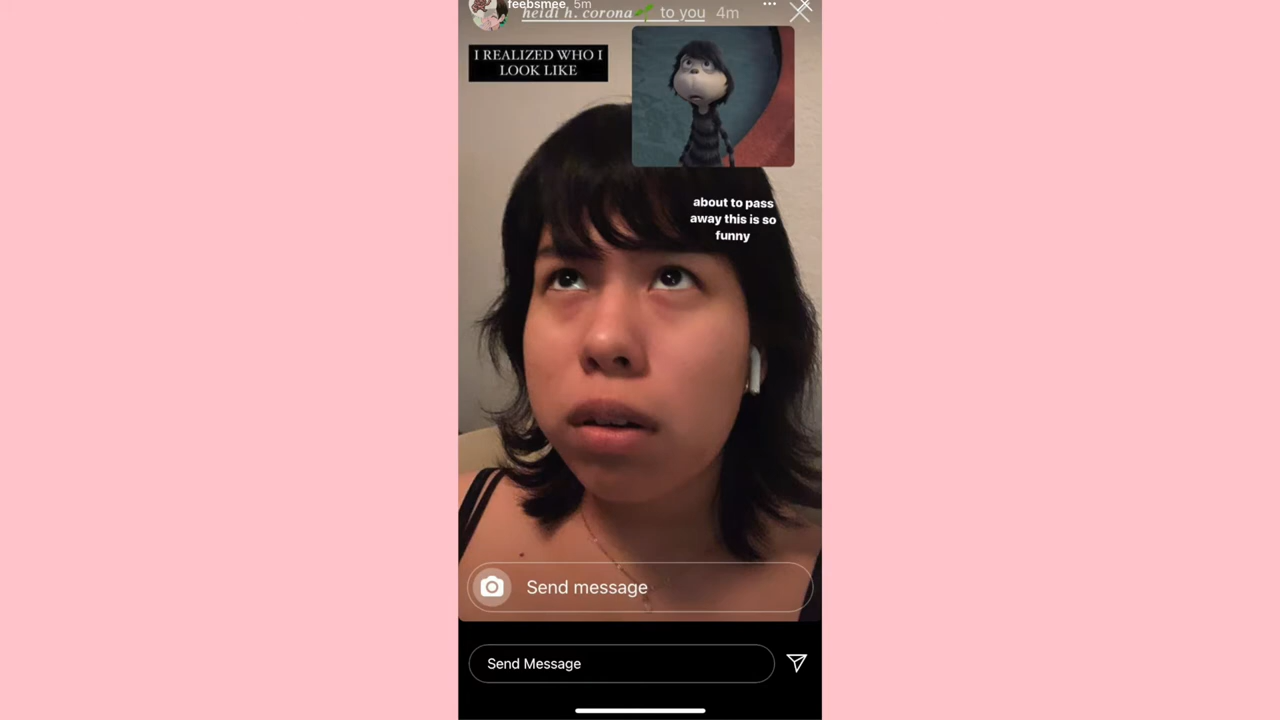 feebsmee 5m
heidi h. corona🌱 to you 4m
I REALIZED WHO I
LOOK LIKE
about to pass
away this is so
funny
Send message
Send Message